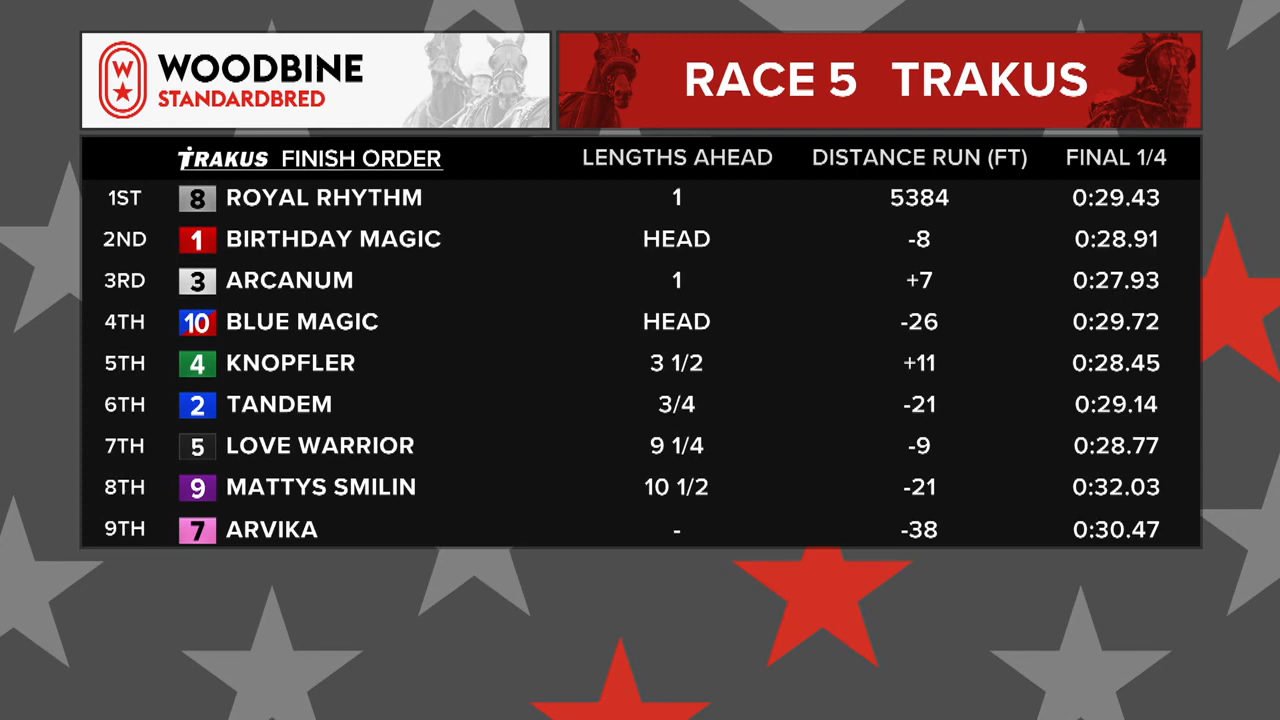 W
WOODBINE
STANDARDBRED
RACE 5 TRAKUS
TRAKUS FINISH ORDER LENGTHS AHEAD DISTANCE RUN (FT) FINAL 1/4
1ST 8 ROYAL RHYTHM 1 5384 0:29.43
2ND 1 BIRTHDAY MAGIC HEAD -8 0:28.91
3RD 3 ARCANUM 1 +7 0:27.93
4TH 10 BLUE MAGIC HEAD -26 0:29.72
5TH 4 KNOPFLER 3 1/2 +11 0:28.45
6TH 2 TANDEM 3/4 -21 0:29.14
7TH 5 LOVE WARRIOR 9 1/4 -9 0:28.77
8TH 9 MATTYS SMILIN 10 1/2 -21 0:32.03
9TH 7 ARVIKA - -38 0:30.47